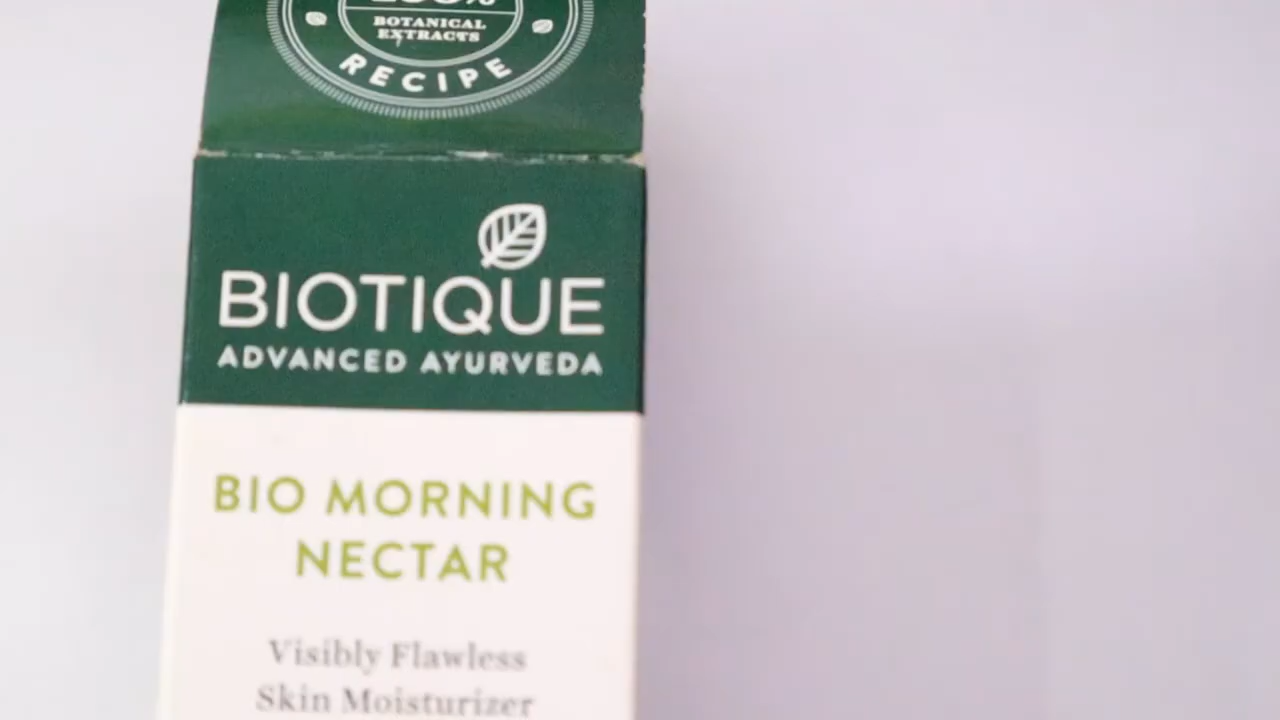 BOTANICAL
EXTRACTS
RECIPE
BIOTIQUE
ADVANCED AYURVEDA
BIO MORNING
NECTAR
Visibly Flawless
Skin Moisturizer